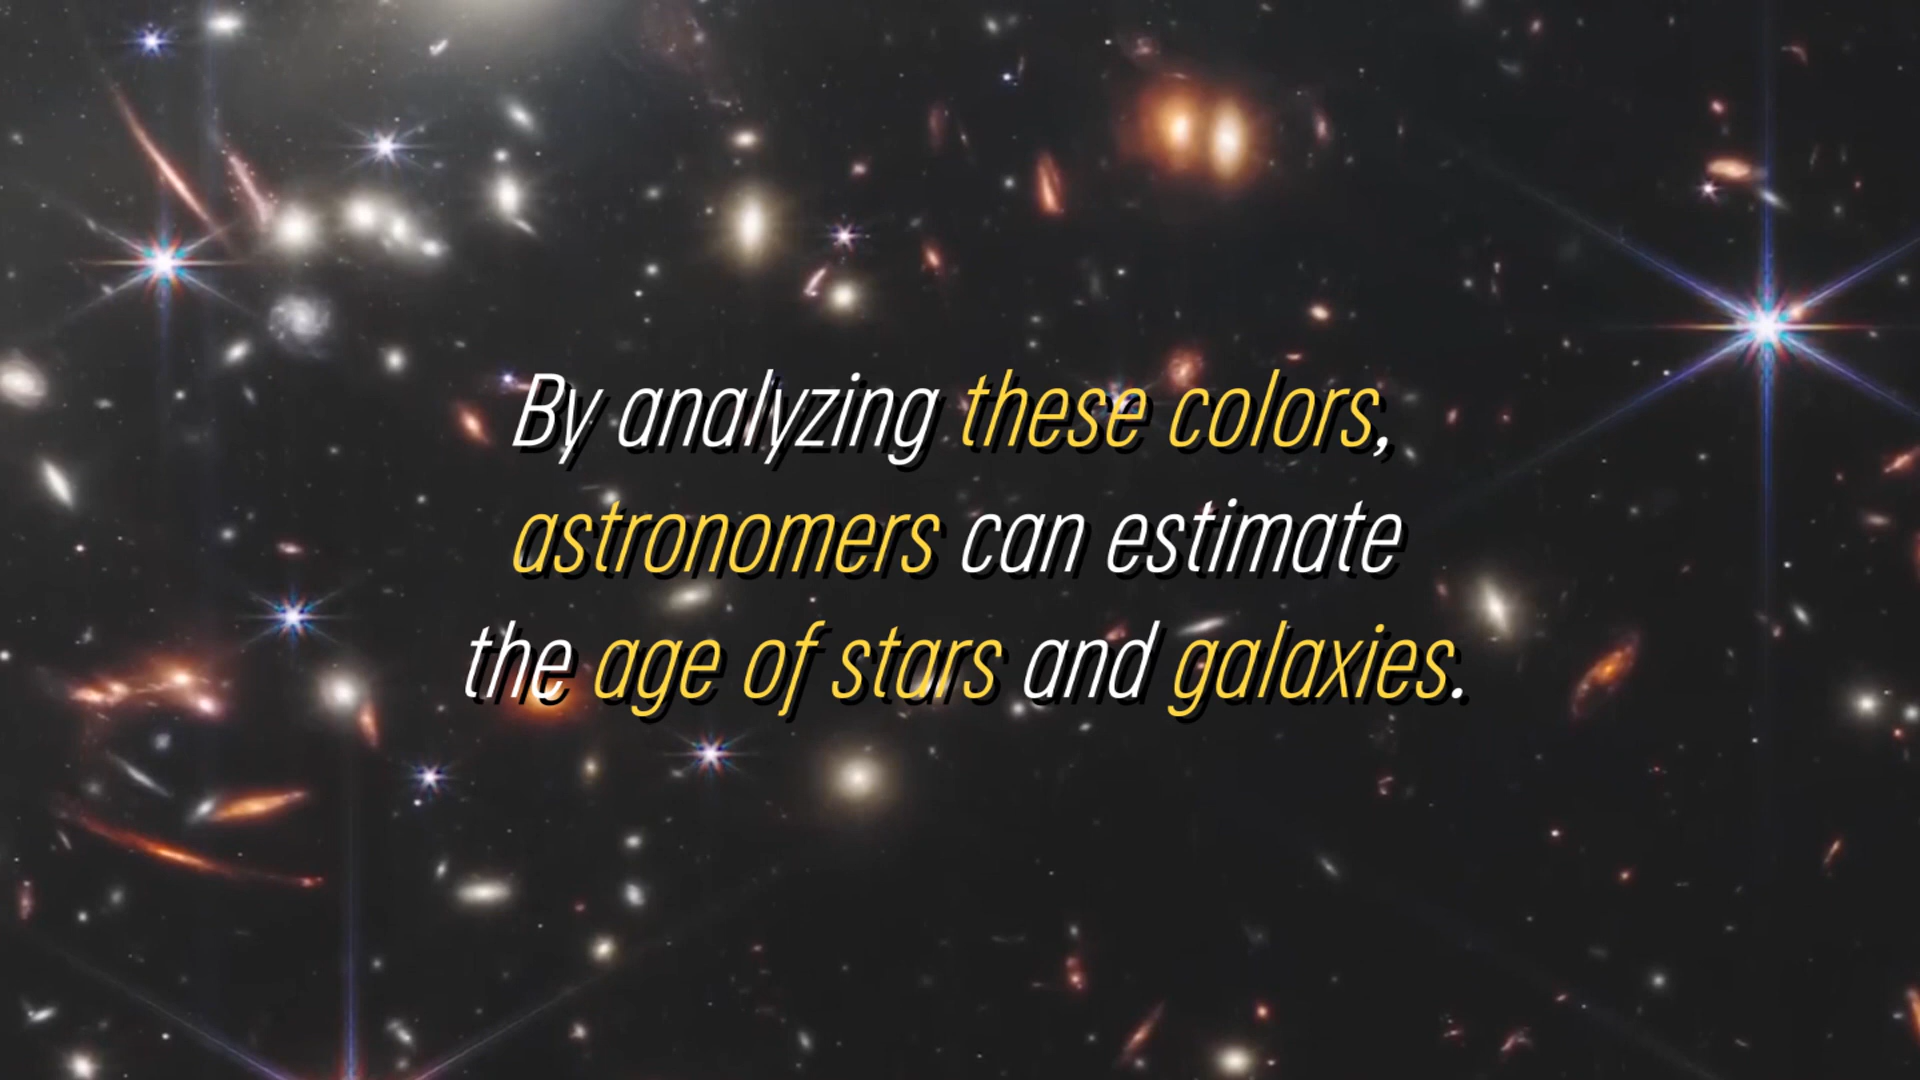 By analyzing these colors,
astronomers can estimate
the age of stars and galaxies.